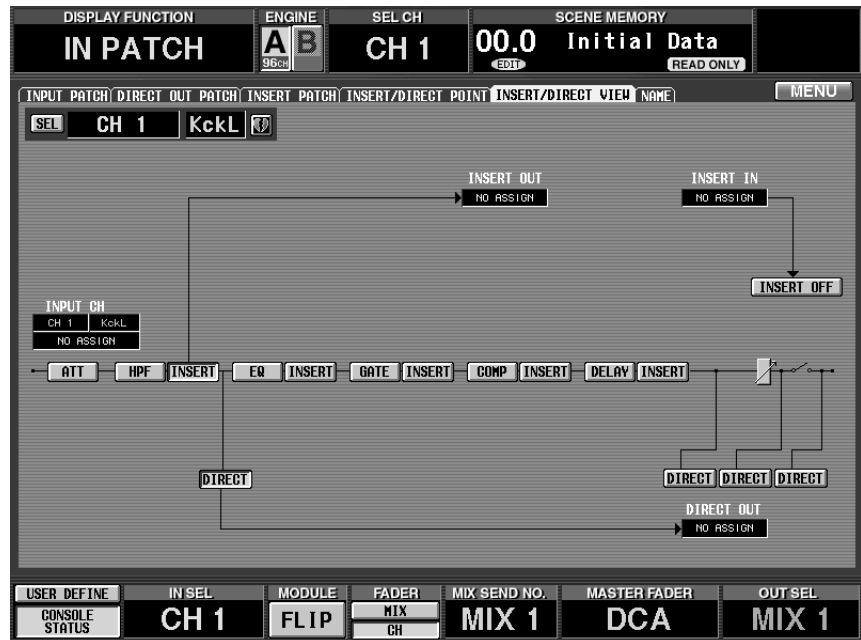 DISPLAY FUNCTION ENGINE SEL CH SCENE MEMORY
IN PATCH A B CH 1 00.0 Initial Data
96CH EDIT READ ONLY
INPUT PATCH DIRECT OUT PATCH INSERT PATCH INSERT/DIRECT POINT INSERT/DIRECT VIEW NAME MENU
SEL CH 1 KckL
INSERT OUT INSERT IN
NO ASSIGN NO ASSIGN
INSERT OFF
INPUT CH
CH 1 KckL
NO ASSIGN
ATT HPF INSERT EQ INSERT GATE INSERT COMP INSERT DELAY INSERT
DIRECT DIRECT DIRECT DIRECT
DIRECT OUT
NO ASSIGN
USER DEFINE IN SEL MODULE FADER MIX SEND NO. MASTER FADER OUT SEL
CONSOLE STATUS CH 1 FLIP MIX CH MIX 1 DCA MIX 1